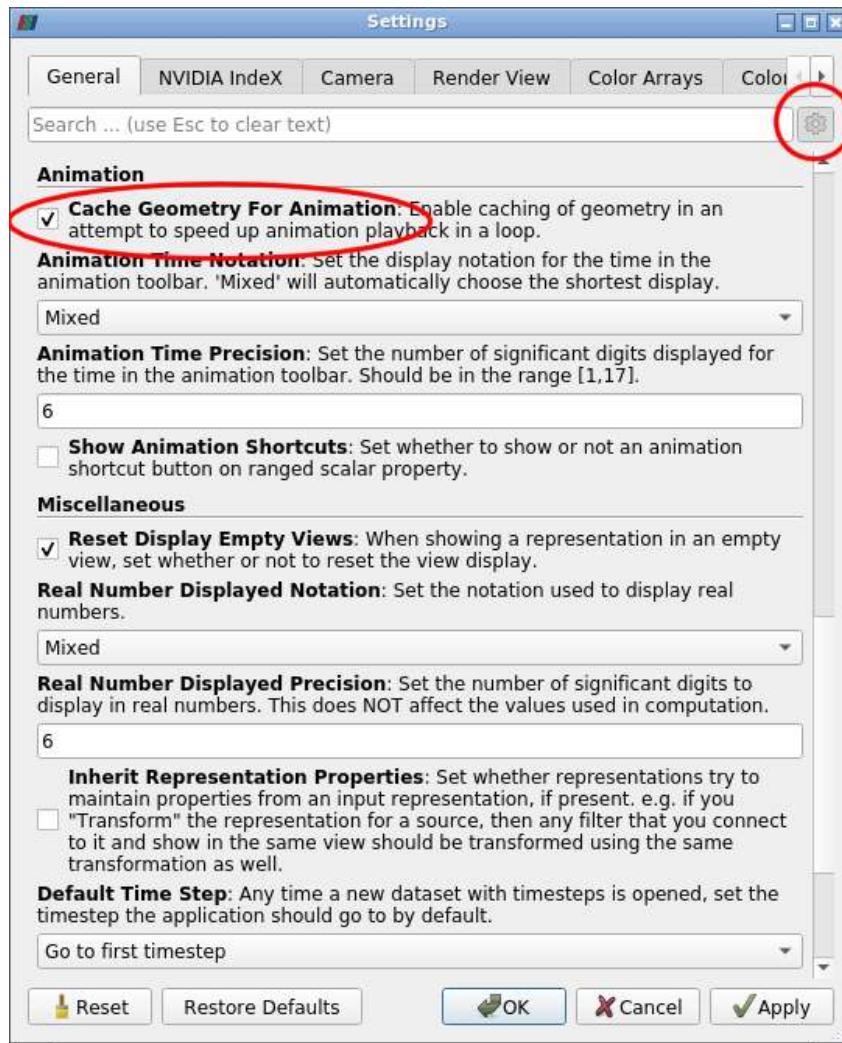 Settings
General NVIDIA IndeX Camera Render View Color Arrays
Search ... (use Esc to clear text)
Animation
Cache Geometry For Animation: Enable caching of geometry in an
attempt to speed up animation playback in a loop.
Animation Time Notation: Set the display notation for the time in the
animation toolbar. 'Mixed' will automatically choose the shortest display.
Mixed
Animation Time Precision: Set the number of significant digits displayed for
the time in the animation toolbar. Should be in the range [1,17].
6
Show Animation Shortcuts: Set whether to show or not an animation
shortcut button on ranged scalar property.
Miscellaneous
Reset Display Empty Views: When showing a representation in an empty
view, set whether or not to reset the view display.
Real Number Displayed Notation: Set the notation used to display real
numbers.
Mixed
Real Number Displayed Precision: Set the number of significant digits to
display in real numbers. This does NOT affect the values used in computation.
6
Inherit Representation Properties: Set whether representations try to
maintain properties from an input representation, if present. e.g. if you
"Transform" the representation for a source, then any filter that you connect
to it and show in the same view should be transformed using the same
transformation as well.
Default Time Step: Any time a new dataset with timesteps is opened, set the
timestep the application should go to by default.
Go to first timestep
Reset Restore Defaults OK Cancel Apply